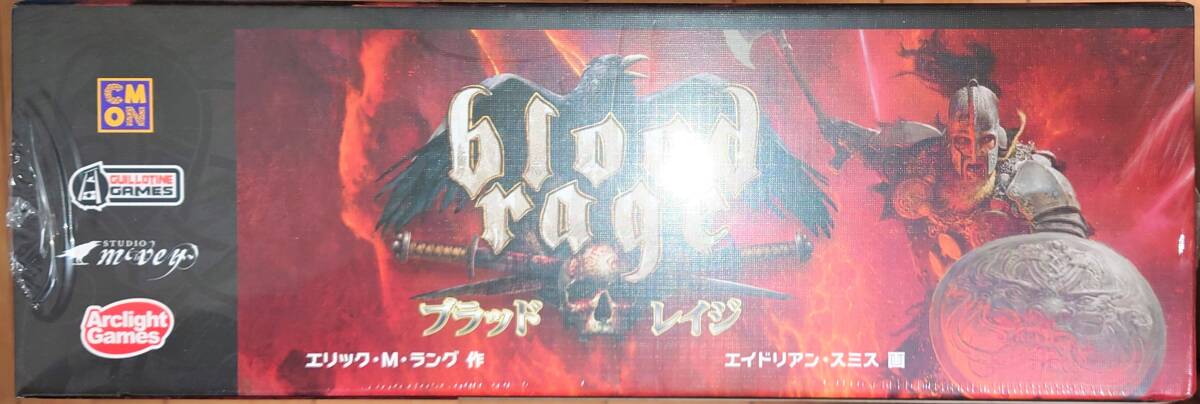 CM
ON
GUILLOTINE
GAMES
STUDIO
mcvey
Arclight
Games
blood
rage
ブラッド レイジ
エリック・M・ラング 作
エイドリアン・スミス 画